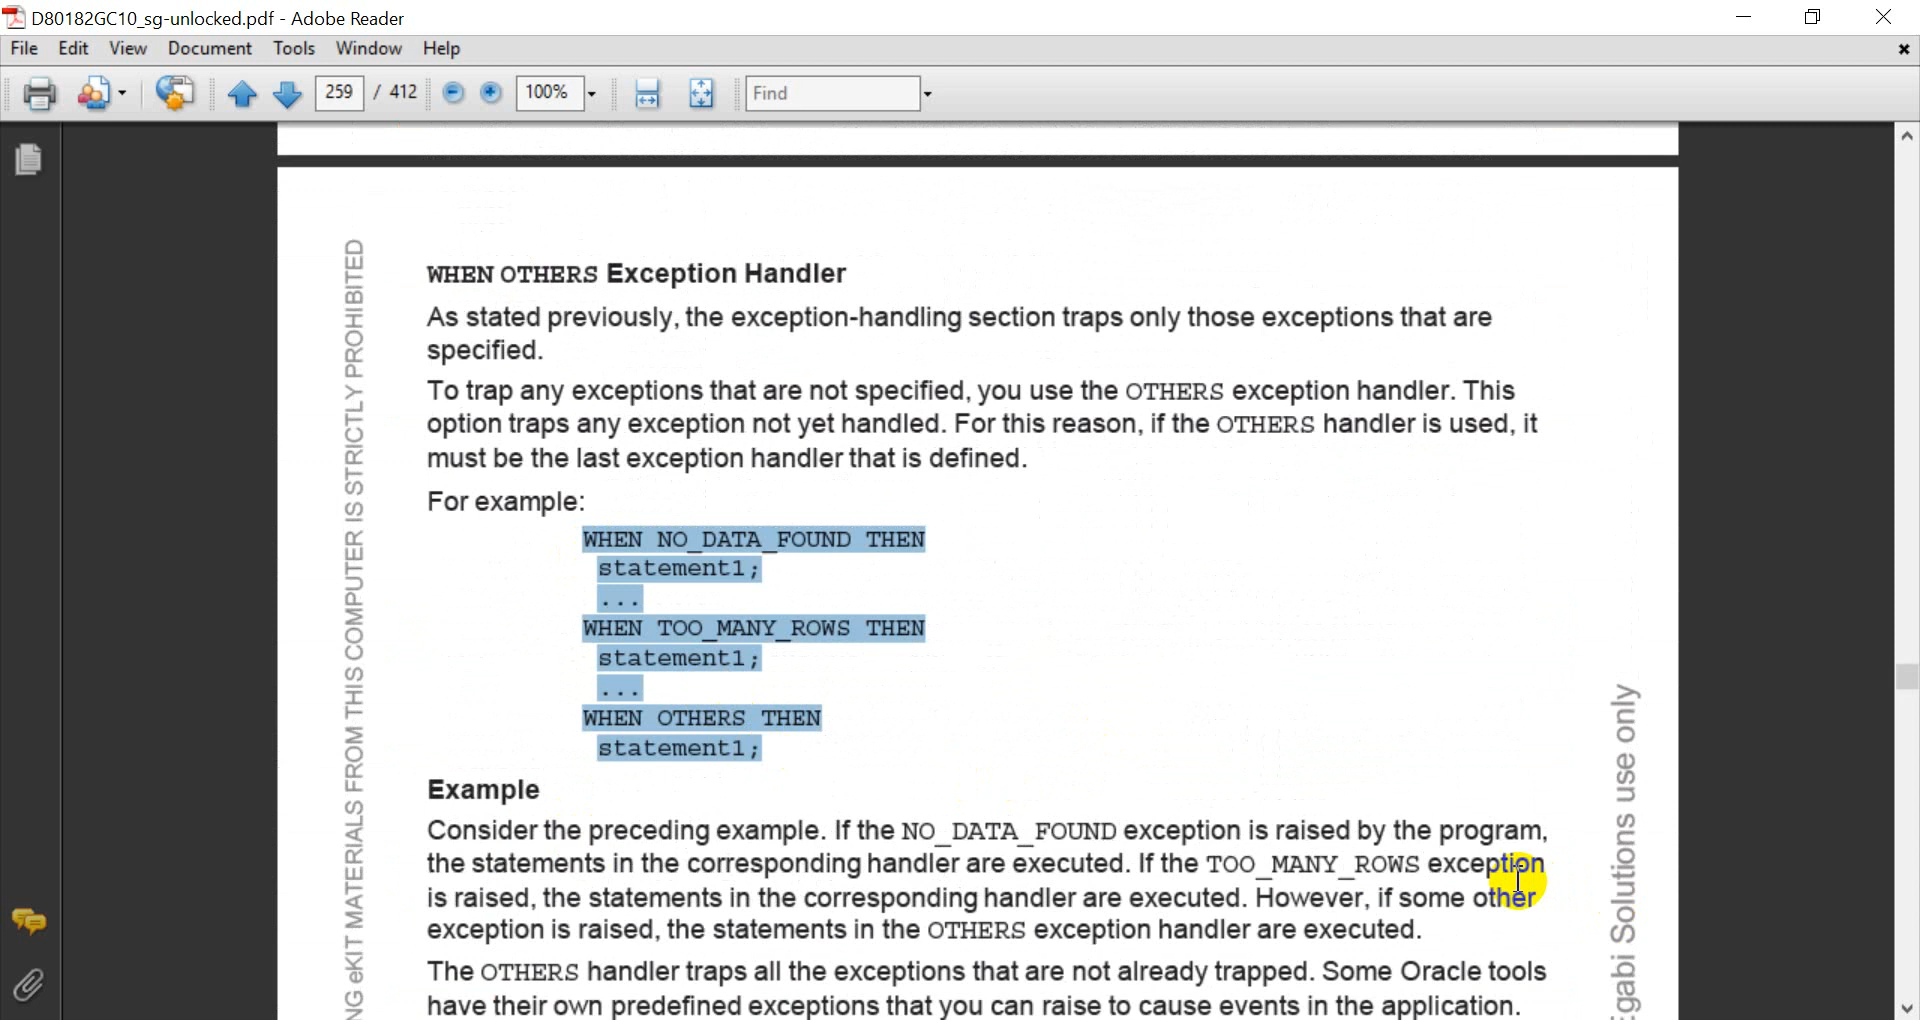 D80182GC10_sg-unlocked.pdf - Adobe Reader
File Edit View Document Tools Window Help
259 / 412 100% Find
WHEN OTHERS Exception Handler
As stated previously, the exception-handling section traps only those exceptions that are
specified.
To trap any exceptions that are not specified, you use the OTHERS exception handler. This
option traps any exception not yet handled. For this reason, if the OTHERS handler is used, it
must be the last exception handler that is defined.
For example:
WHEN NO_DATA_FOUND THEN
statement1;
...
WHEN TOO_MANY_ROWS THEN
statement1;
...
WHEN OTHERS THEN
statement1;
Example
Consider the preceding example. If the NO_DATA_FOUND exception is raised by the program,
the statements in the corresponding handler are executed. If the TOO_MANY_ROWS exception
is raised, the statements in the corresponding handler are executed. However, if some other
exception is raised, the statements in the OTHERS exception handler are executed.
The OTHERS handler traps all the exceptions that are not already trapped. Some Oracle tools
have their own predefined exceptions that you can raise to cause events in the application.
NG eKIT MATERIALS FROM THIS COMPUTER IS STRICTLY PROHIBITED
Egabi Solutions use only